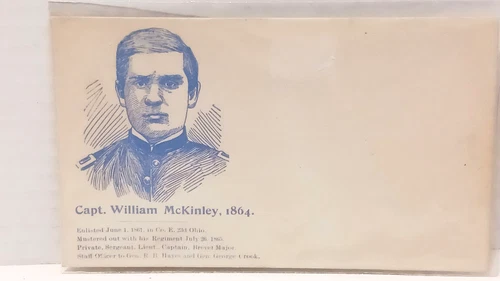 Capt. William McKinley, 1864.
Enlisted June 1, 1861, in Co. E, 23d Ohio.
Mustered out with his Regiment July 26, 1865.
Private, Sergeant, Lieut., Captain, Brevet Major.
Staff Officer to Gen. R. B. Hayes and Gen. George Crook.